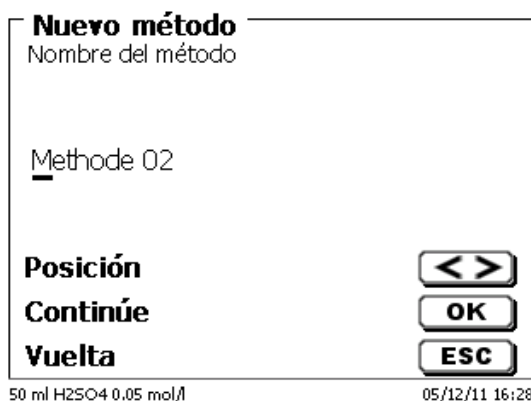 Nuevo método
Nombre del método
Methode 02
Posición < >
Continúe OK
Vuelta ESC
50 ml H2SO4 0.05 mol/l 05/12/11 16:28